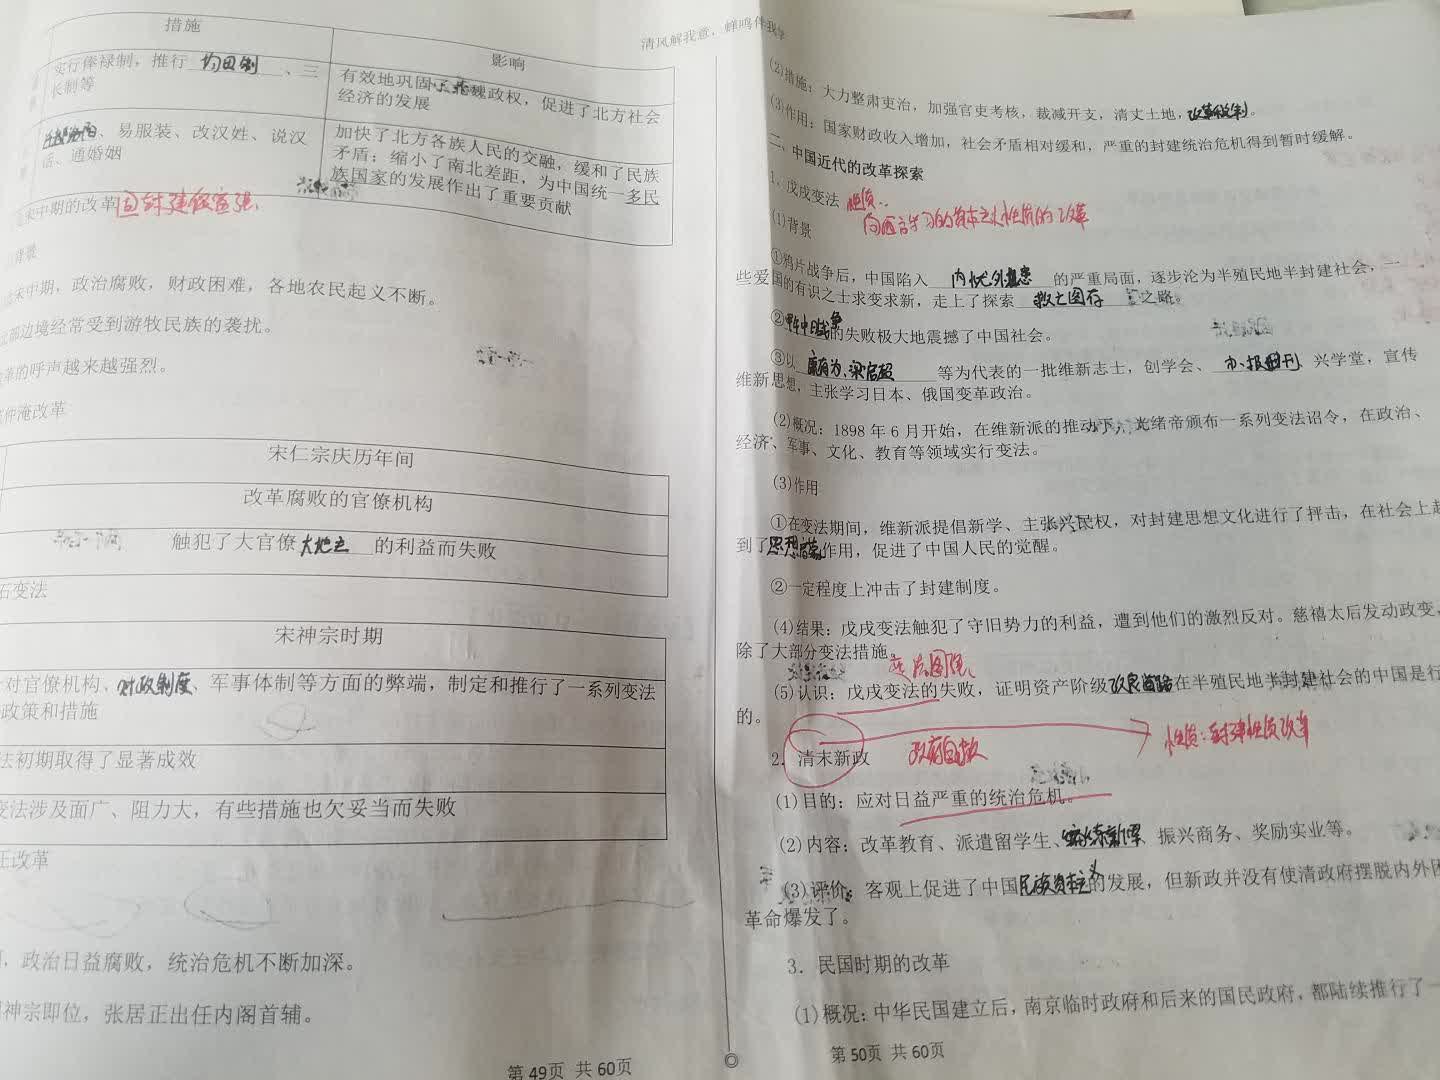 措施
影响
实行俸禄制，推行 均田制 、三
长制等
有效地巩固了北魏政权，促进了北方社会
经济的发展
、易服装、改汉姓、说汉
话、通婚姻
加快了北方各族人民的交融，缓和了民族
矛盾；缩小了南北差距，为中国统一多民
族国家的发展作出了重要贡献
宋中期的改革
背景
中期，政治腐败，财政困难，各地农民起义不断。
北部边境经常受到游牧民族的袭扰。
革的呼声越来越强烈。
仲淹改革
宋仁宗庆历年间
改革腐败的官僚机构
触犯了大官僚 大地主 的利益而失败
石变法
宋神宗时期
对官僚机构、财政制度、军事体制等方面的弊端，制定和推行了一系列变法
政策和措施
法初期取得了显著成效
变法涉及面广、阻力大，有些措施也欠妥当而失败
正改革
，政治日益腐败，统治危机不断加深。
神宗即位，张居正出任内阁首辅。
第 49页 共 60页
清风解我意，蝉鸣伴我
(2)措施：大力整肃吏治，加强官吏考核，裁减开支，清丈土地，改革税制。
(3)作用：国家财政收入增加，社会矛盾相对缓和，严重的封建统治危机得到暂时缓解。
二、中国近代的改革探索
1、戊戌变法 性质：
向西方学习的资本主义性质的改革
(1)背景
①鸦片战争后，中国陷入 内忧外患 的严重局面，逐步沦为半殖民地半封建社会，一
些爱国的有识之士求变求新，走上了探索 救亡图存 之路。
②甲午中日战争的失败极大地震撼了中国社会。
③以 康有为、梁启超 等为代表的一批维新志士，创学会、办报刊、兴学堂，宣传
维新思想，主张学习日本、俄国变革政治。
(2)概况：1898 年 6 月开始，在维新派的推动下，光绪帝颁布一系列变法诏令，在政治、
经济、军事、文化、教育等领域实行变法。
(3)作用
①在变法期间，维新派提倡新学、主张兴民权，对封建思想文化进行了抨击，在社会上起
到了思想启蒙作用，促进了中国人民的觉醒。
②一定程度上冲击了封建制度。
(4)结果：戊戌变法触犯了守旧势力的利益，遭到他们的激烈反对。慈禧太后发动政变，
除了大部分变法措施。
变法图强
(5)认识：戊戌变法的失败，证明资产阶级改良道路在半殖民地半封建社会的中国是行
的。
2. 清末新政 政府自救 性质：封建性质改革
(1)目的：应对日益严重的统治危机。
(2)内容：改革教育、派遣留学生、编练新军、振兴商务、奖励实业等。
(3)评价：客观上促进了中国民族资本主义的发展，但新政并没有使清政府摆脱内外困
革命爆发了。
3．民国时期的改革
(1)概况：中华民国建立后，南京临时政府和后来的国民政府，都陆续推行了一
第 50页 共 60页